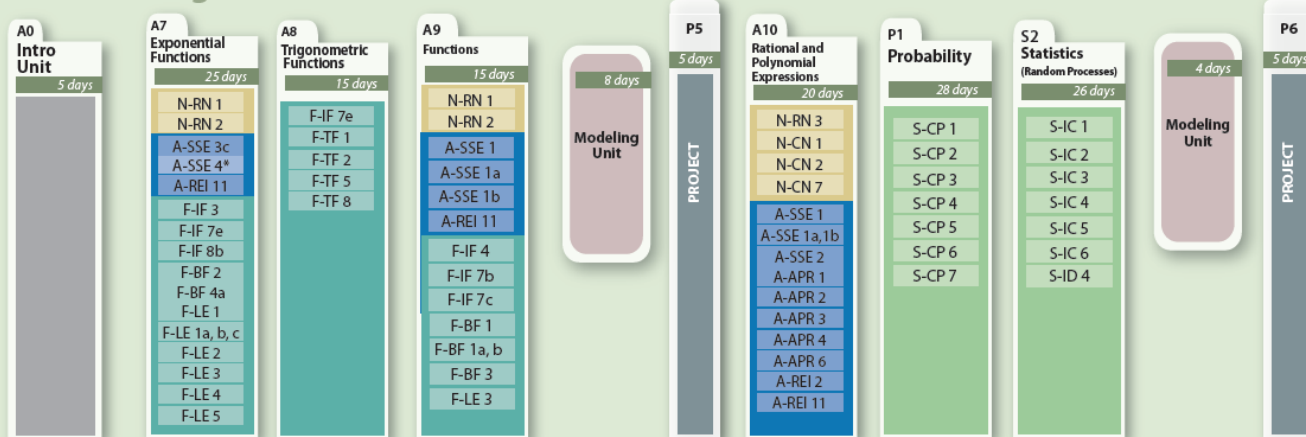 A0
Intro
Unit
5 days
A7
Exponential
Functions
25 days
N-RN 1
N-RN 2
A-SSE 3c
A-SSE 4*
A-REI 11
F-IF 3
F-IF 7e
F-IF 8b
F-BF 2
F-BF 4a
F-LE 1
F-LE 1a, b, c
F-LE 2
F-LE 3
F-LE 4
F-LE 5
A8
Trigonometric
Functions
15 days
F-IF 7e
F-TF 1
F-TF 2
F-TF 5
F-TF 8
A9
Functions
15 days
N-RN 1
N-RN 2
A-SSE 1
A-SSE 1a
A-SSE 1b
A-REI 11
F-IF 4
F-IF 7b
F-IF 7c
F-BF 1
F-BF 1a, b
F-BF 3
F-LE 3
8 days
Modeling
Unit
P5
5 days
PROJECT
A10
Rational and
Polynomial
Expressions
20 days
N-RN 3
N-CN 1
N-CN 2
N-CN 7
A-SSE 1
A-SSE 1a,1b
A-SSE 2
A-APR 1
A-APR 2
A-APR 3
A-APR 4
A-APR 6
A-REI 2
A-REI 11
P1
Probability
28 days
S-CP 1
S-CP 2
S-CP 3
S-CP 4
S-CP 5
S-CP 6
S-CP 7
S2
Statistics
(Random Processes)
26 days
S-IC 1
S-IC 2
S-IC 3
S-IC 4
S-IC 5
S-IC 6
S-ID 4
4 days
Modeling
Unit
P6
5 days
PROJECT